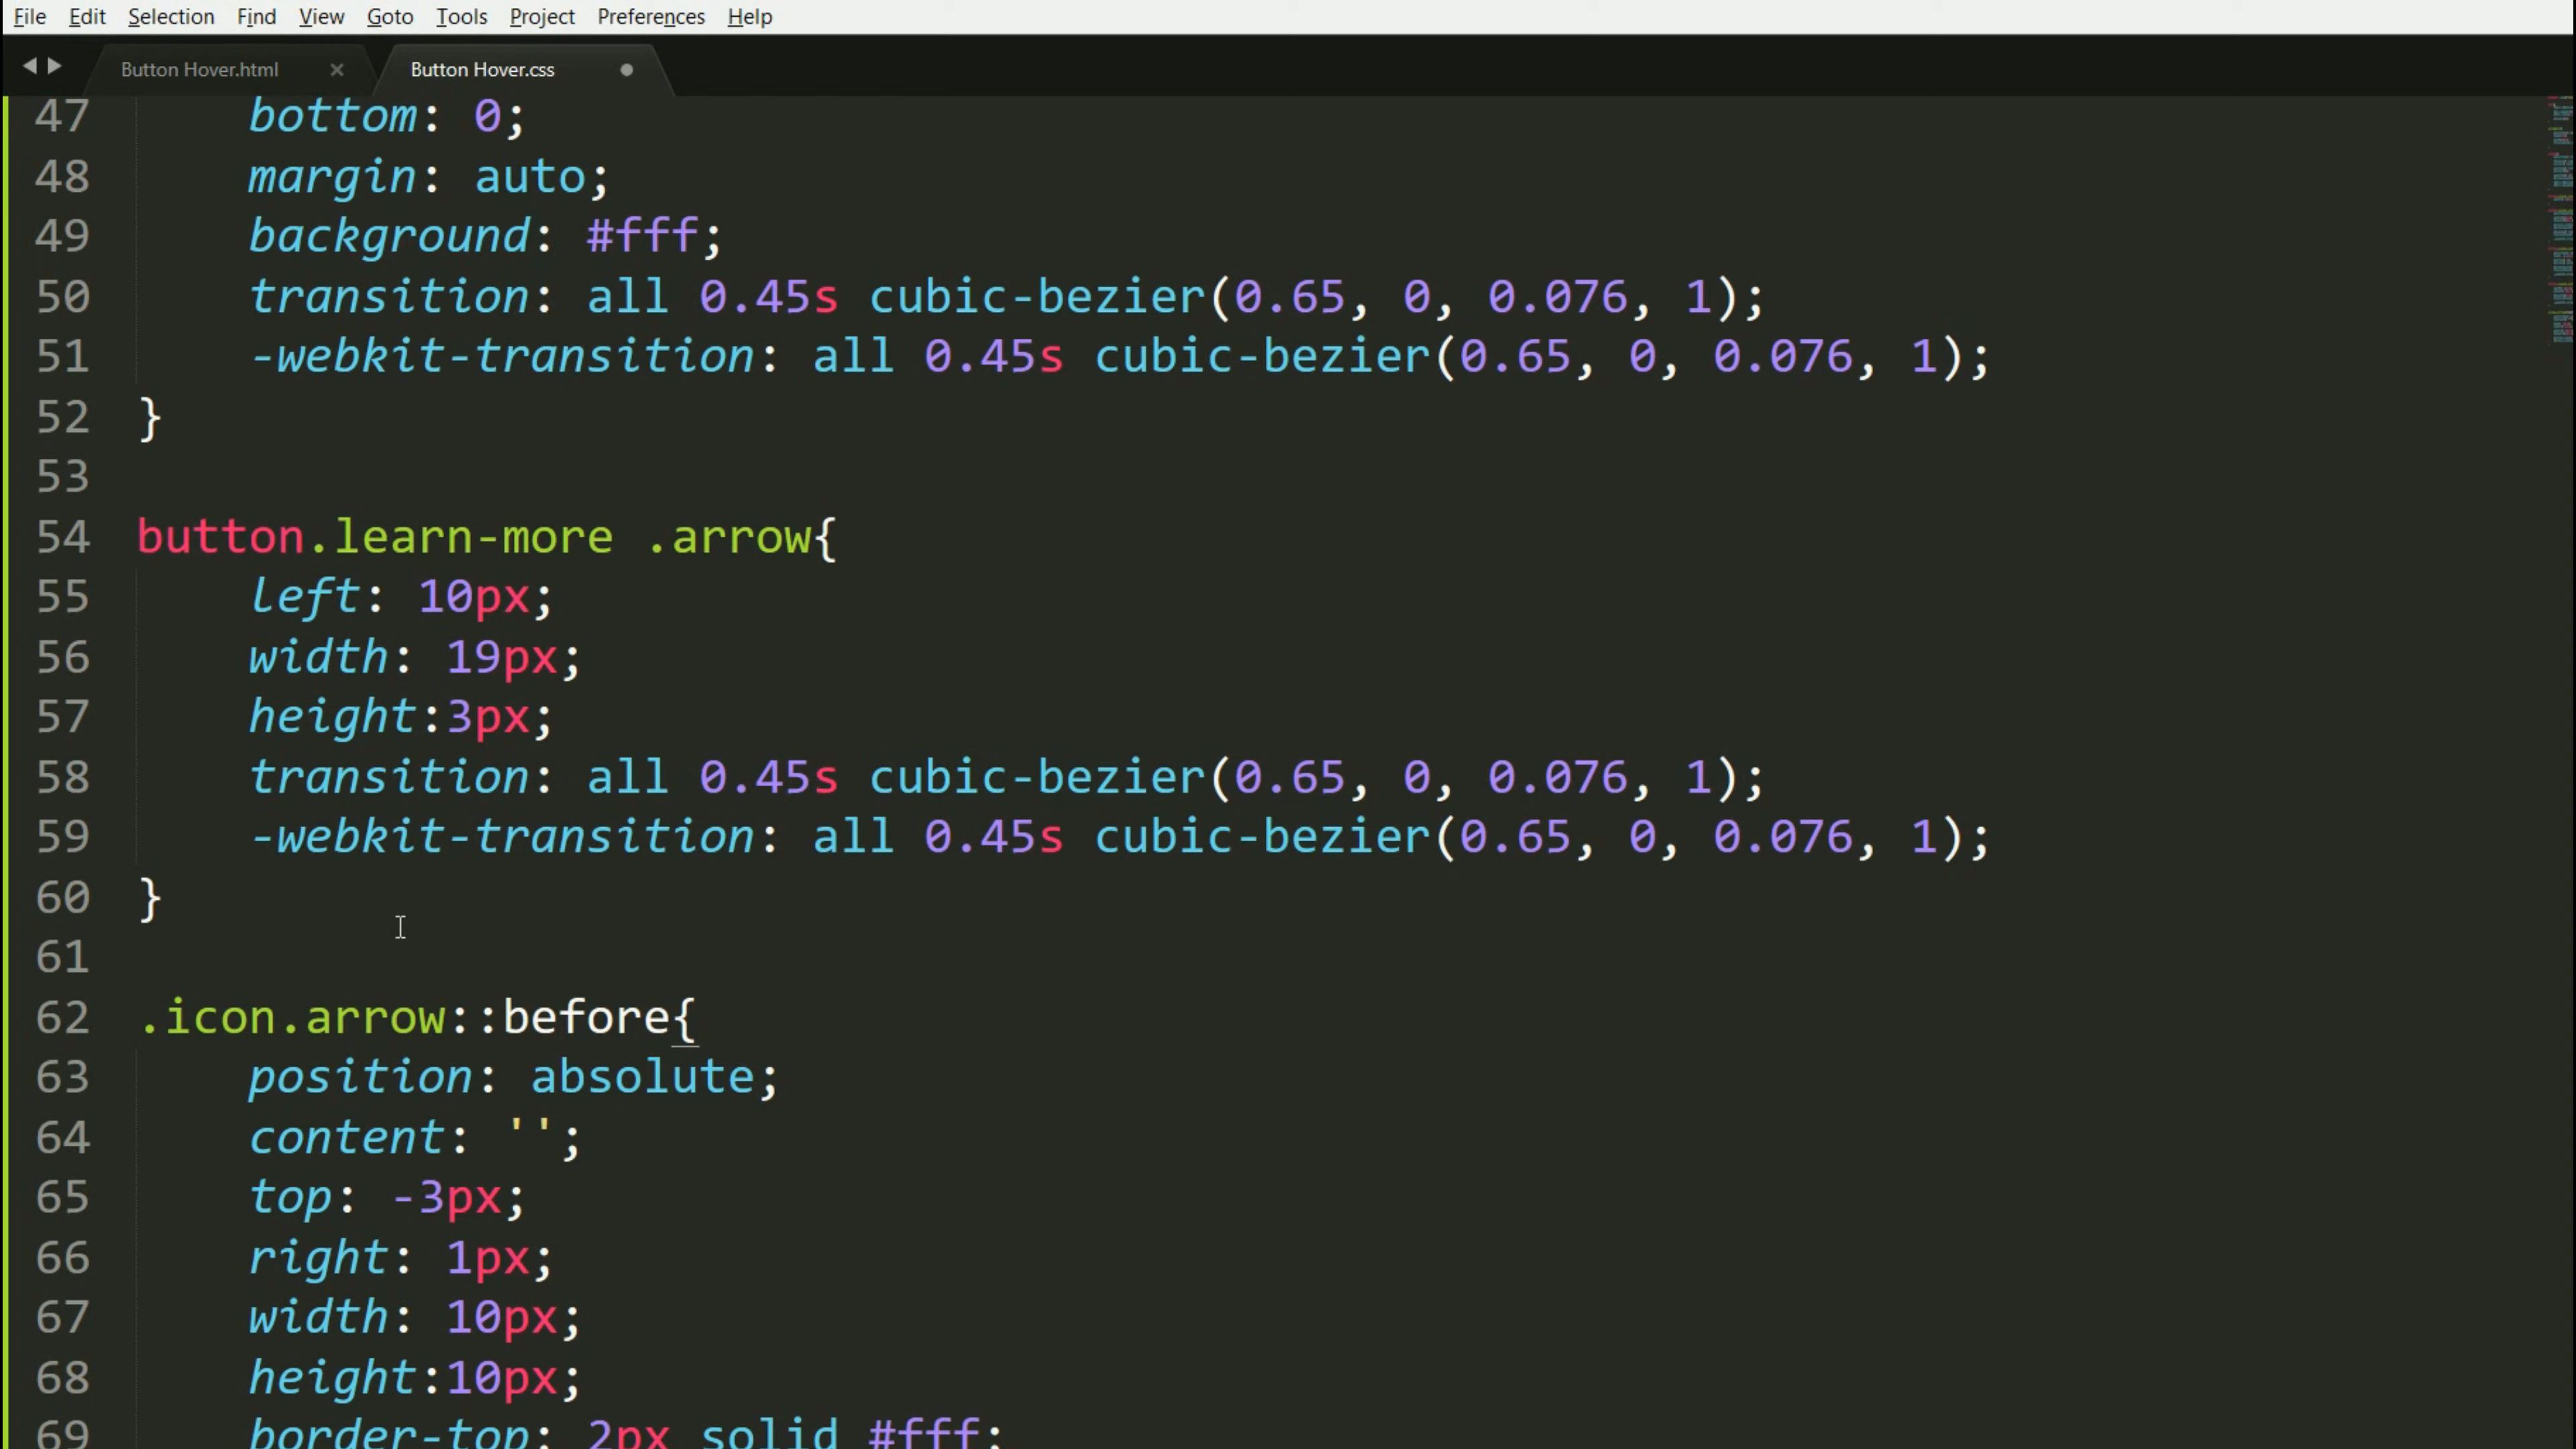 File Edit Selection Find View Goto Tools Project Preferences Help
Button Hover.html Button Hover.css
47 bottom: 0;
48 margin: auto;
49 background: #fff;
50 transition: all 0.45s cubic-bezier(0.65, 0, 0.076, 1);
51 -webkit-transition: all 0.45s cubic-bezier(0.65, 0, 0.076, 1);
52 }
53
54 button.learn-more .arrow{
55 left: 10px;
56 width: 19px;
57 height:3px;
58 transition: all 0.45s cubic-bezier(0.65, 0, 0.076, 1);
59 -webkit-transition: all 0.45s cubic-bezier(0.65, 0, 0.076, 1);
60 }
61
62 .icon.arrow::before{
63 position: absolute;
64 content: '';
65 top: -3px;
66 right: 1px;
67 width: 10px;
68 height:10px;
69 border-top: 2px solid #fff;